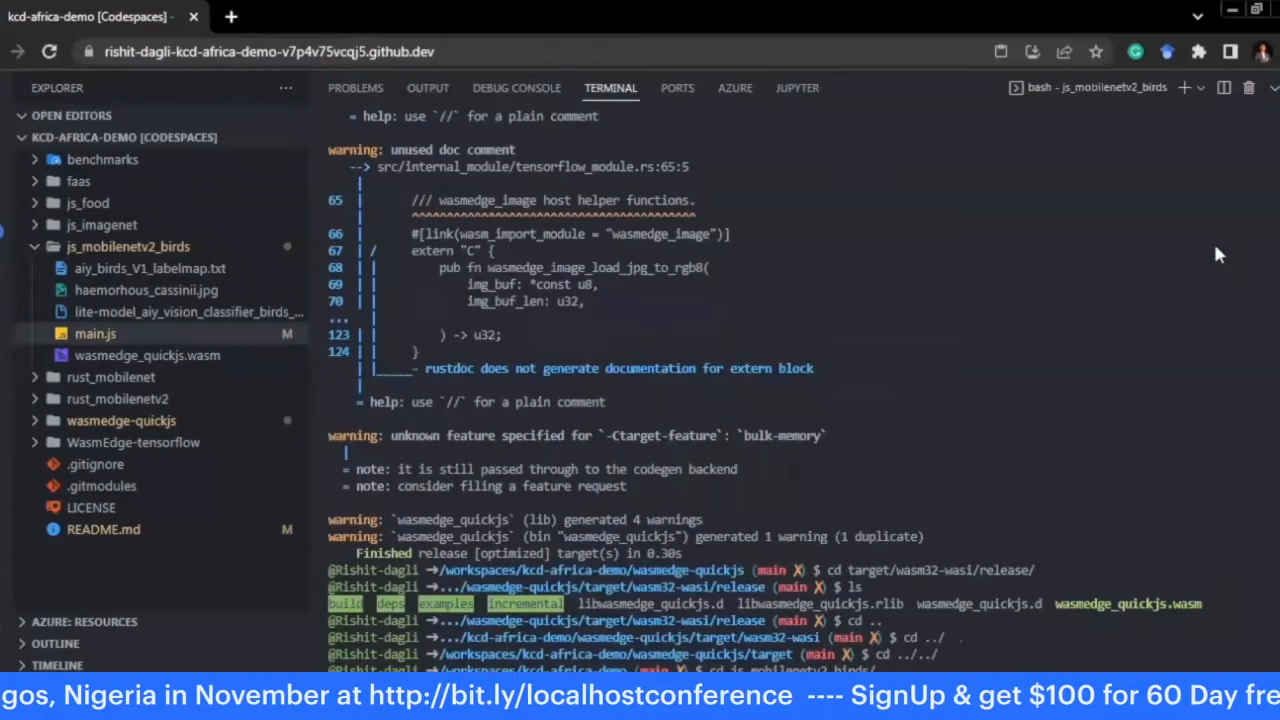 kcd-africa-demo [Codespaces] -
rishit-dagli-kcd-africa-demo-v7p4v75vcqj5.github.dev
EXPLORER
OPEN EDITORS
KCD-AFRICA-DEMO [CODESPACES]
benchmarks
faas
js_food
js_imagenet
js_mobilenetv2_birds
aiy_birds_V1_labelmap.txt
haemorhous_cassinii.jpg
lite-model_aiy_vision_classifier_birds_...
main.js M
wasmedge_quickjs.wasm
rust_mobilenet
rust_mobilenetv2
wasmedge-quickjs
WasmEdge-tensorflow
.gitignore
.gitmodules
LICENSE
README.md M
AZURE: RESOURCES
OUTLINE
TIMELINE
PROBLEMS OUTPUT DEBUG CONSOLE TERMINAL PORTS AZURE JUPYTER
bash - js_mobilenetv2_birds
= help: use `//` for a plain comment
warning: unused doc comment
--> src/internal_module/tensorflow_module.rs:65:5
|
65 /// wasmedge_image host helper functions.
^^^^^^^^^^^^^^^^^^^^^^^^^^^^^^^^^^^^^^^^^
66 | #[link(wasm_import_module = "wasmedge_image")]
67 | / extern "C" {
68 | | pub fn wasmedge_image_load_jpg_to_rgb8(
69 | | img_buf: *const u8,
70 | | img_buf_len: u32,
... |
123 | | ) -> u32;
124 | | }
|_____- rustdoc does not generate documentation for extern block
|
= help: use `//` for a plain comment
warning: unknown feature specified for `-Ctarget-feature`: `bulk-memory`
|
= note: it is still passed through to the codegen backend
= note: consider filing a feature request
warning: `wasmedge_quickjs` (lib) generated 4 warnings
warning: `wasmedge_quickjs` (bin "wasmedge_quickjs") generated 1 warning (1 duplicate)
Finished release [optimized] target(s) in 0.30s
@Rishit-dagli ➜/workspaces/kcd-africa-demo/wasmedge-quickjs (main ✗) $ cd target/wasm32-wasi/release/
@Rishit-dagli ➜.../wasmedge-quickjs/target/wasm32-wasi/release (main ✗) $ ls
build deps examples incremental libwasmedge_quickjs.d libwasmedge_quickjs.rlib wasmedge_quickjs.d wasmedge_quickjs.wasm
@Rishit-dagli ➜.../wasmedge-quickjs/target/wasm32-wasi/release (main ✗) $ cd ..
@Rishit-dagli ➜.../kcd-africa-demo/wasmedge-quickjs/target/wasm32-wasi (main ✗) $ cd ../
@Rishit-dagli ➜/workspaces/kcd-africa-demo/wasmedge-quickjs/target (main ✗) $ cd ../../
@Rishit-dagli ➜/workspaces/kcd-africa-demo (main ✗) $ cd js_mobilenetv2_birds/
gos, Nigeria in November at http://bit.ly/localhostconference ---- SignUp & get $100 for 60 Day fre